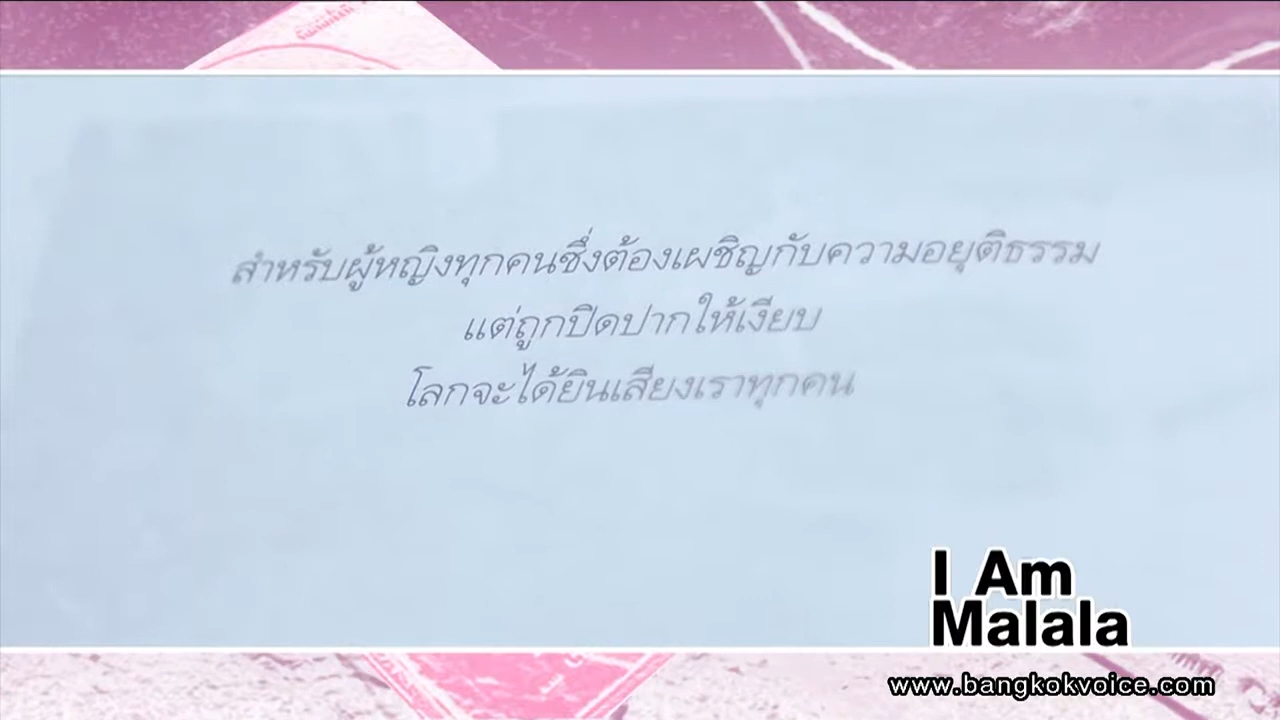 สำหรับผู้หญิงทุกคนซึ่งต้องเผชิญกับความอยุติธรรม
แต่ถูกปิดปากให้เงียบ
โลกจะได้ยินเสียงเราทุกคน
I Am
Malala
www.bangkokvoice.com